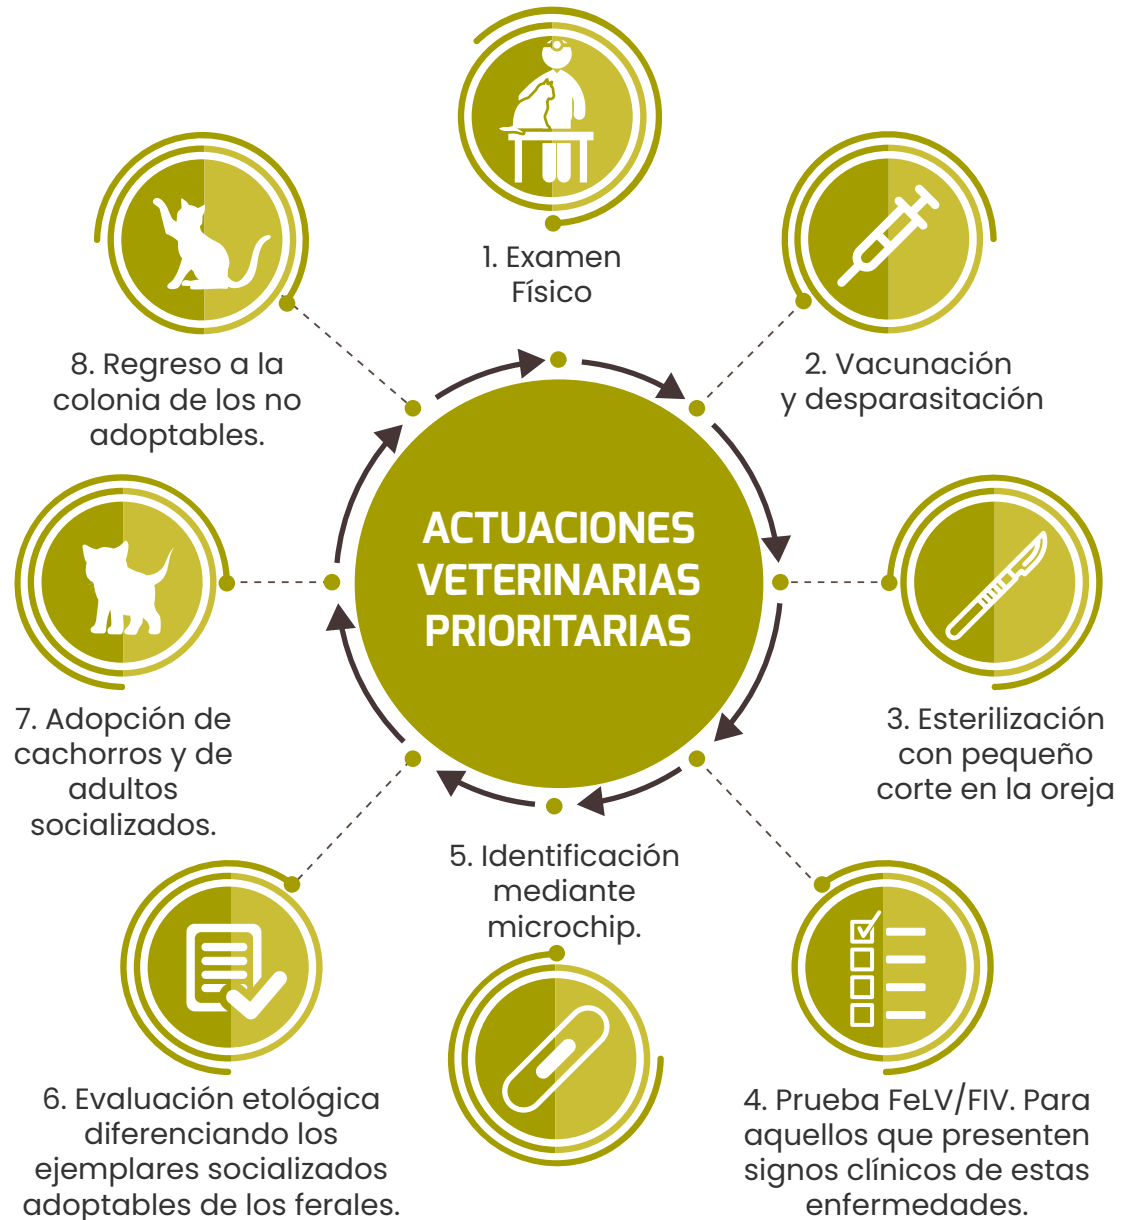 ACTUACIONES
VETERINARIAS
PRIORITARIAS
1. Examen
Físico
2. Vacunación
y desparasitación
3. Esterilización
con pequeño
corte en la oreja
4. Prueba FeLV/FIV. Para
aquellos que presenten
signos clínicos de estas
enfermedades.
5. Identificación
mediante
microchip.
6. Evaluación etológica
diferenciando los
ejemplares socializados
adoptables de los ferales.
7. Adopción de
cachorros y de
adultos
socializados.
8. Regreso a la
colonia de los no
adoptables.